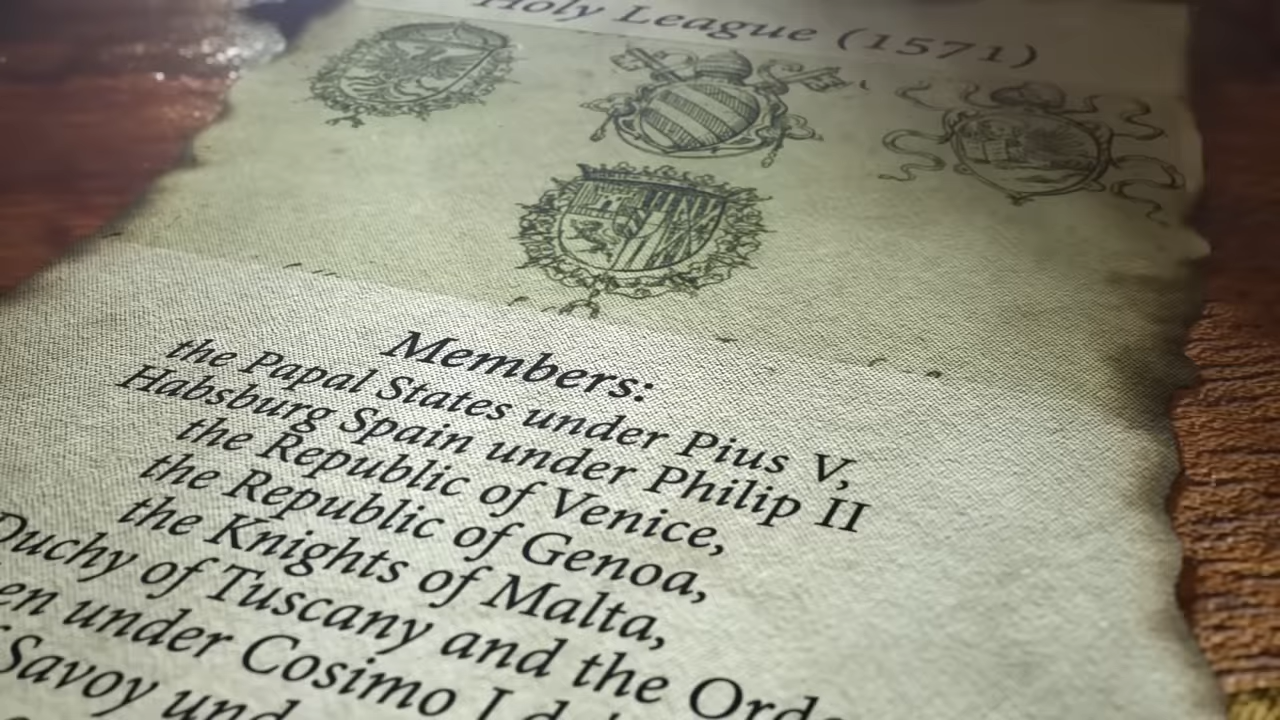 Holy League (1571)
Members:
the Papal States under Pius V,
Habsburg Spain under Philip II
the Republic of Venice,
the Republic of Genoa,
the Knights of Malta,
Duchy of Tuscany and the
under Cosimo I
Savoy